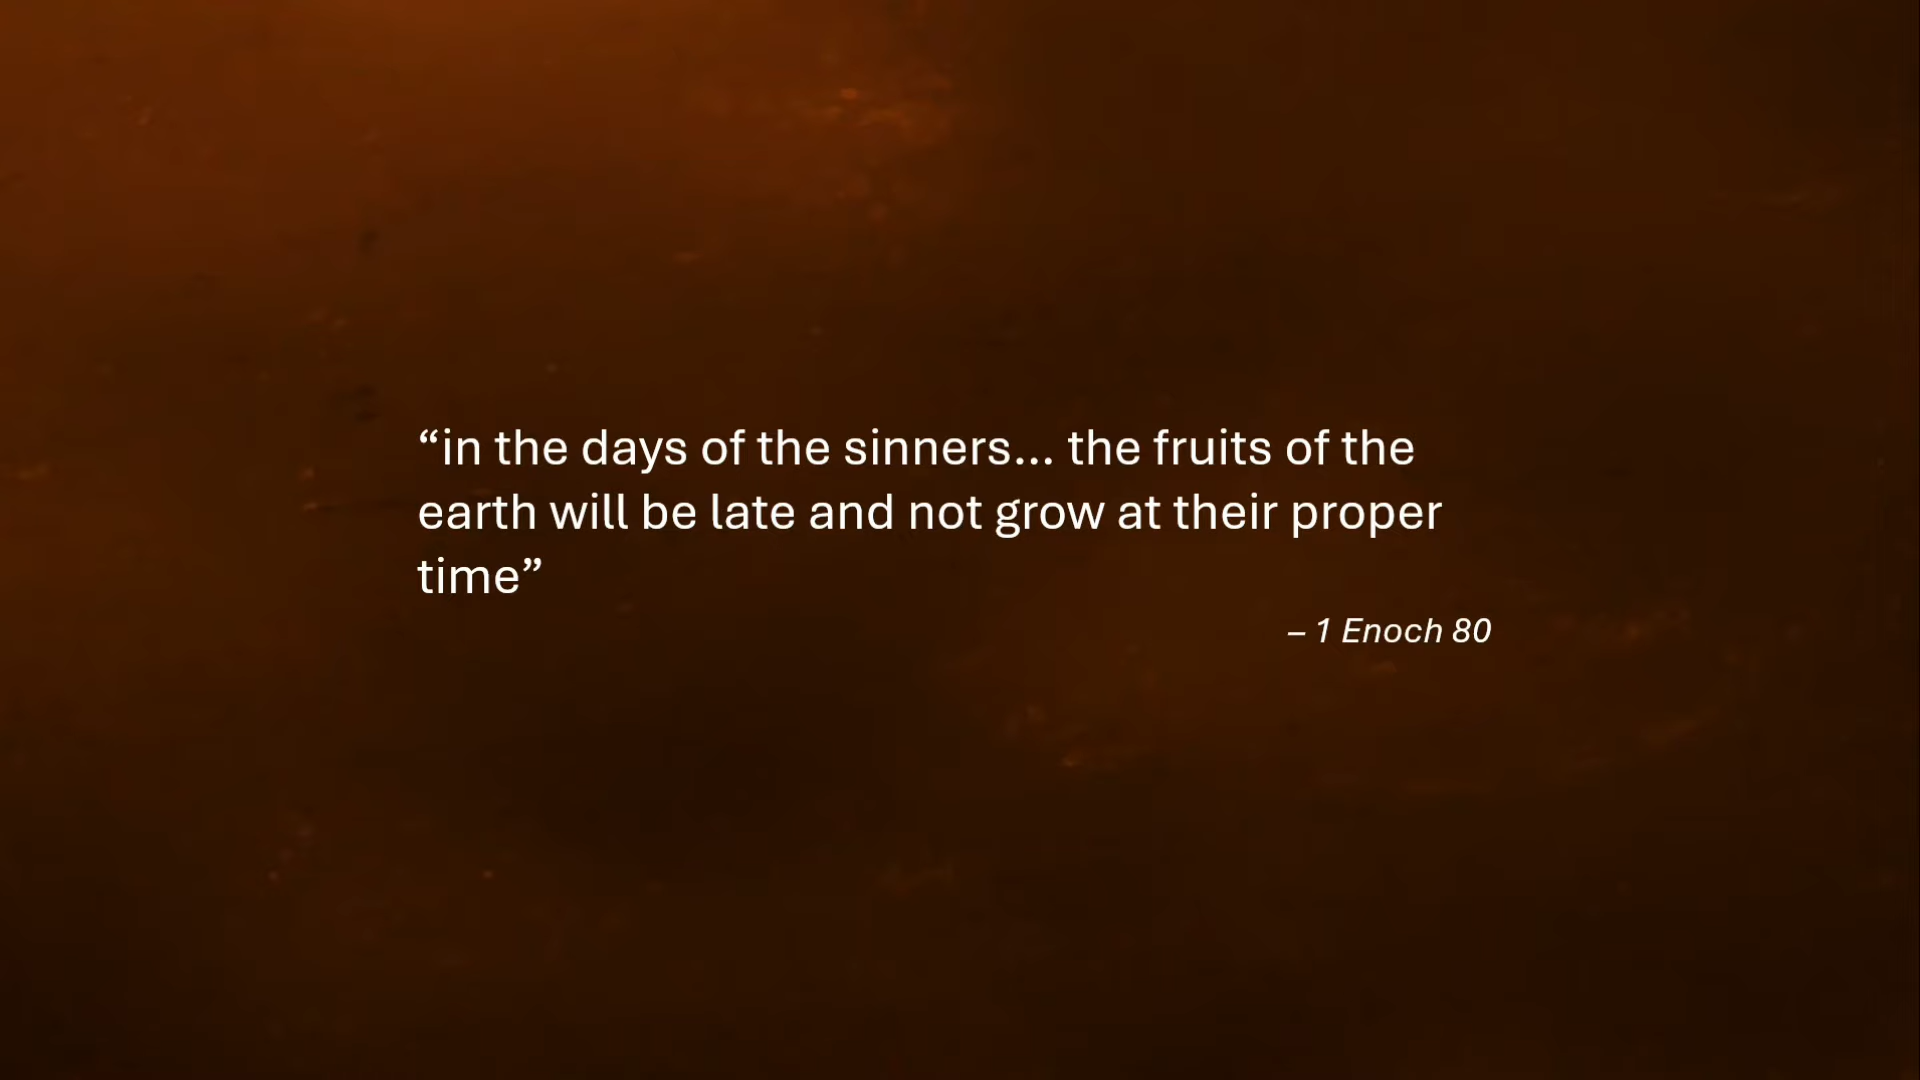 “in the days of the sinners... the fruits of the
earth will be late and not grow at their proper
time”
– 1 Enoch 80